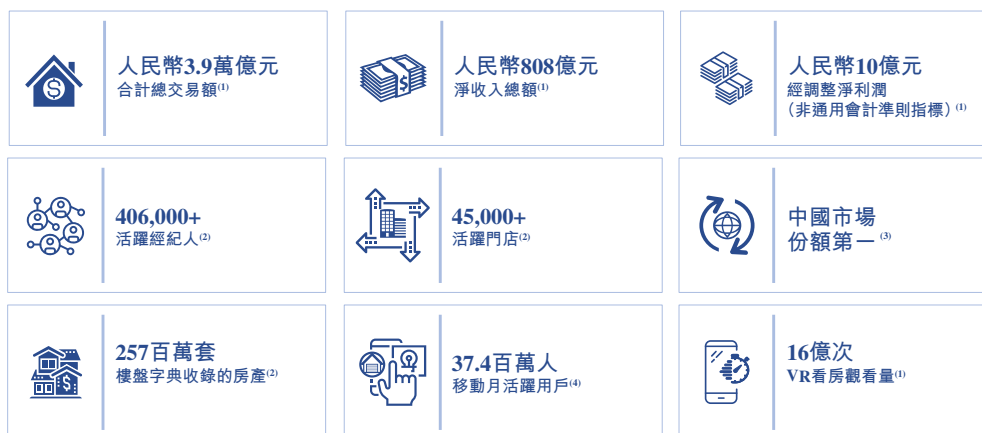 人民幣3.9萬億元
合計總交易額(1)
人民幣808億元
淨收入總額(1)
人民幣10億元
經調整淨利潤
（非通用會計準則指標）(1)
406,000+
活躍經紀人(2)
45,000+
活躍門店(2)
中國市場
份額第一(3)
257百萬套
樓盤字典收錄的房產(2)
37.4百萬人
移動月活躍用戶(4)
16億次
VR看房觀看量(1)